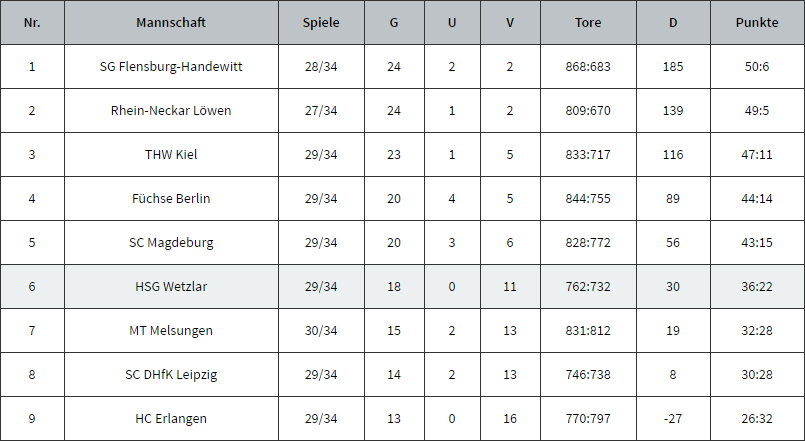 Nr. Mannschaft Spiele G U V Tore D Punkte
1 SG Flensburg-Handewitt 28/34 24 2 2 868:683 185 50:6
2 Rhein-Neckar Löwen 27/34 24 1 2 809:670 139 49:5
3 THW Kiel 29/34 23 1 5 833:717 116 47:11
4 Füchse Berlin 29/34 20 4 5 844:755 89 44:14
5 SC Magdeburg 29/34 20 3 6 828:772 56 43:15
6 HSG Wetzlar 29/34 18 0 11 762:732 30 36:22
7 MT Melsungen 30/34 15 2 13 831:812 19 32:28
8 SC DHfK Leipzig 29/34 14 2 13 746:738 8 30:28
9 HC Erlangen 29/34 13 0 16 770:797 -27 26:32